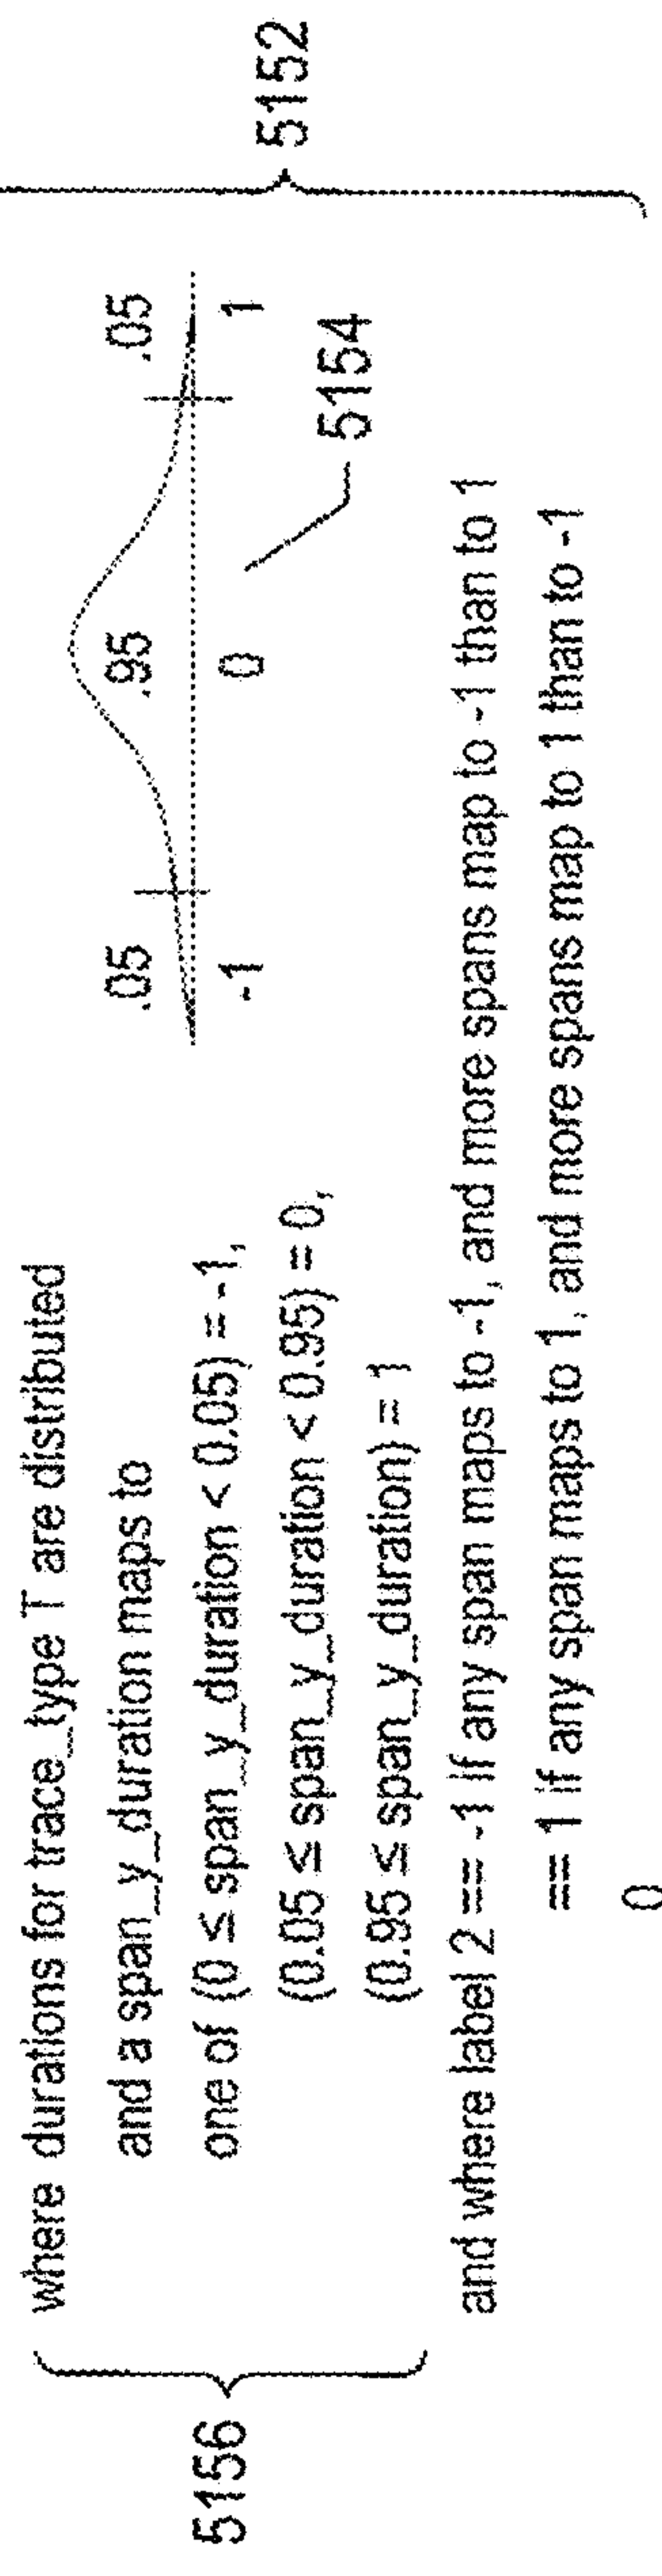 where durations for trace_type T are distributed
.05 .95 .05
-1 0 1
and a span_y_duration maps to
one of (0 ≤ span_y_duration < 0.05) = -1,
(0.05 ≤ span_y_duration < 0.95) = 0,
(0.95 ≤ span_y_duration) = 1
5156
5154
5152
and where label 2 == -1 if any span maps to -1, and more spans map to -1 than to 1
== 1 if any span maps to 1, and more spans map to 1 than to -1
0